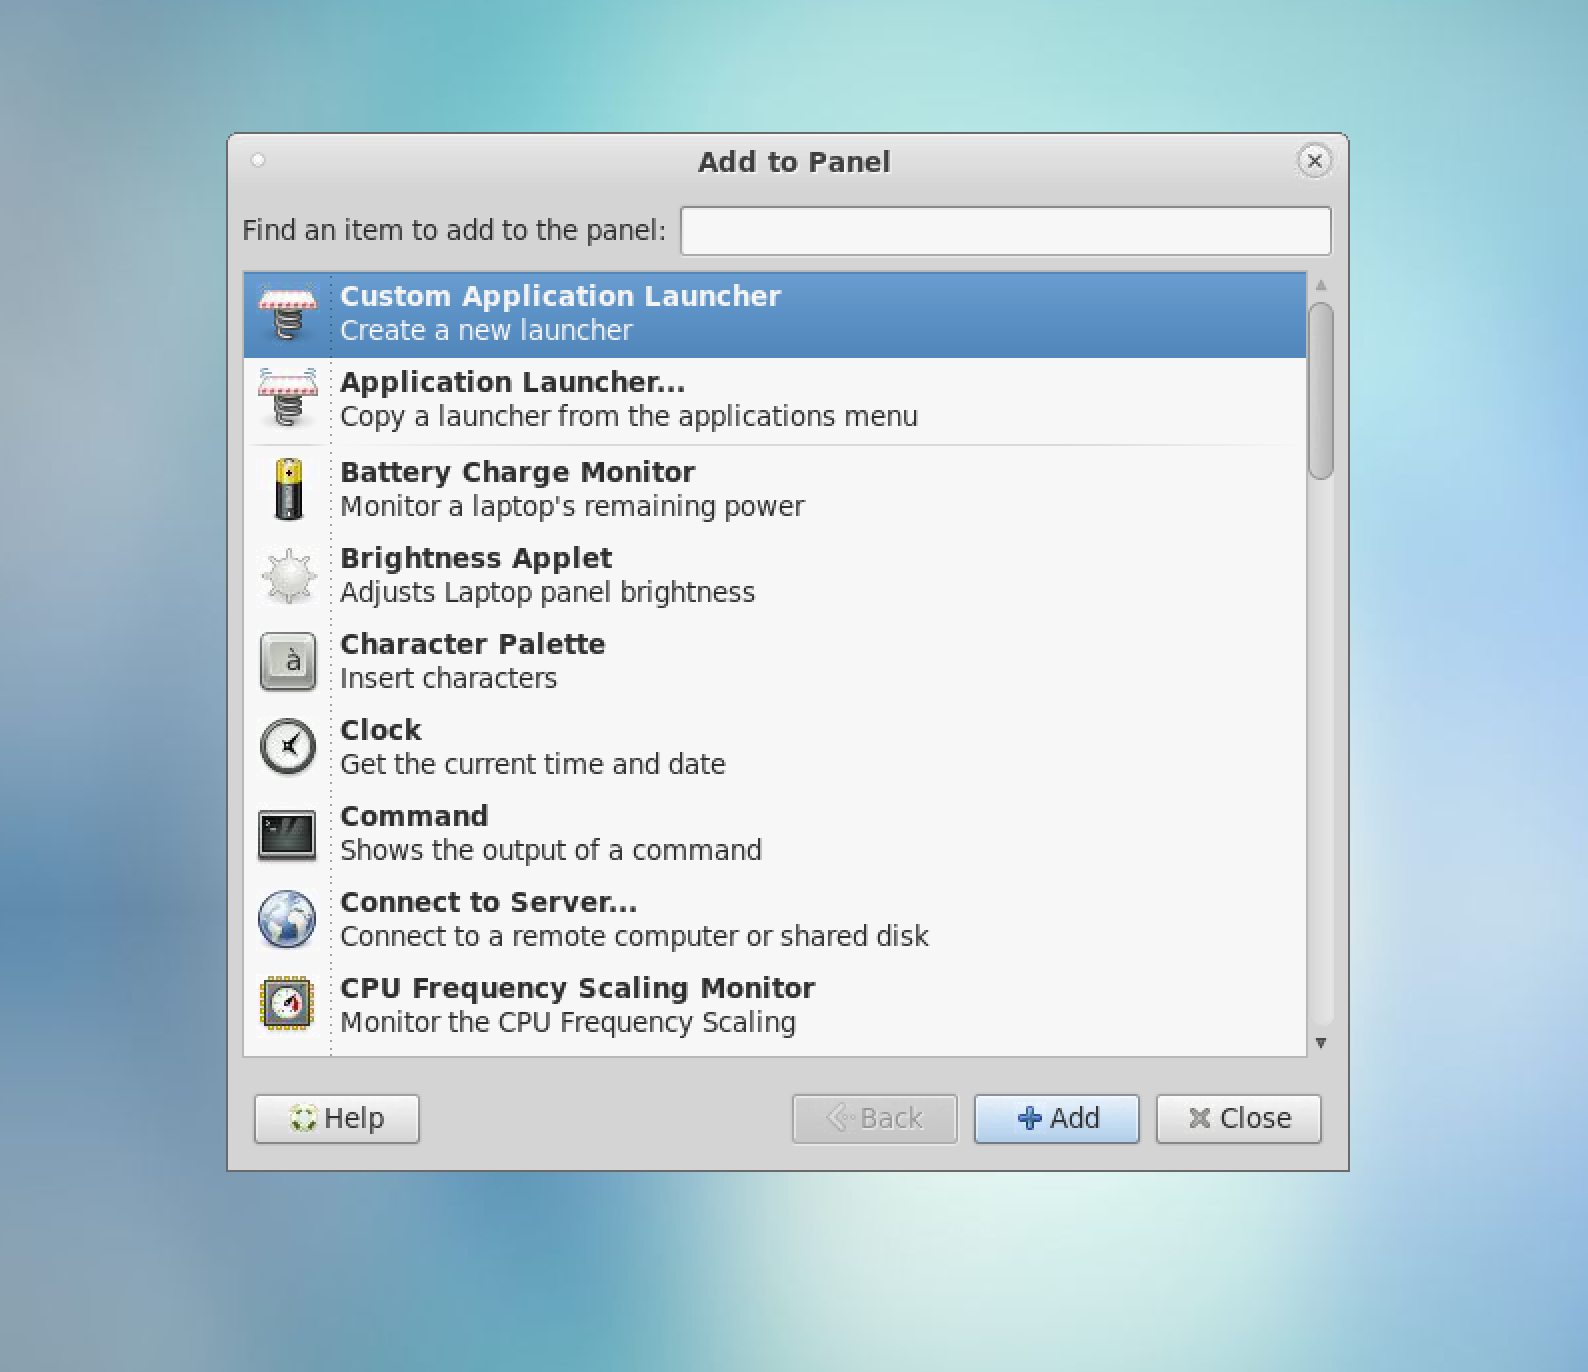 Add to Panel
Find an item to add to the panel:
Custom Application Launcher
Create a new launcher
Application Launcher...
Copy a launcher from the applications menu
Battery Charge Monitor
Monitor a laptop's remaining power
Brightness Applet
Adjusts Laptop panel brightness
à
Character Palette
Insert characters
Clock
Get the current time and date
Command
Shows the output of a command
Connect to Server...
Connect to a remote computer or shared disk
CPU Frequency Scaling Monitor
Monitor the CPU Frequency Scaling
Help
Back
Add
Close